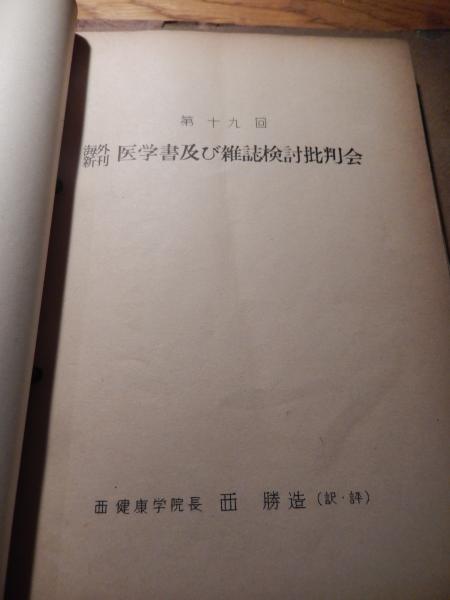 第十九回
海外新刊 医学書及び雑誌検討批判会
西健康学院長 西 勝造 (訳・評)